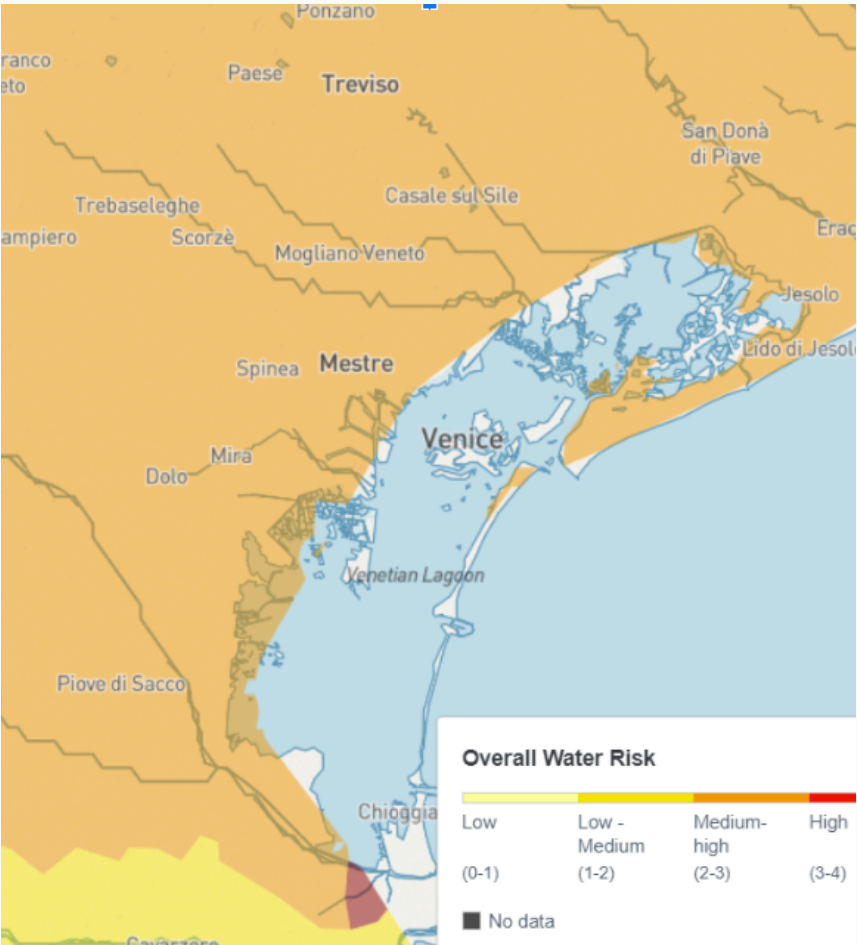 Ponzano
ranco
eto
Paese
Treviso
San Donà
di Piave
Trebaseleghe
Casale sul Sile
ampiero
Scorzè
Mogliano Veneto
Erac
Jesolo
Spinea
Mestre
Lido di Jesolo
Venice
Mira
Dolo
Venetian Lagoon
Piove di Sacco
Chioggia
Cavarzere
Overall Water Risk
Low
Low -
Medium
Medium-
high
High
(0-1)
(1-2)
(2-3)
(3-4)
No data